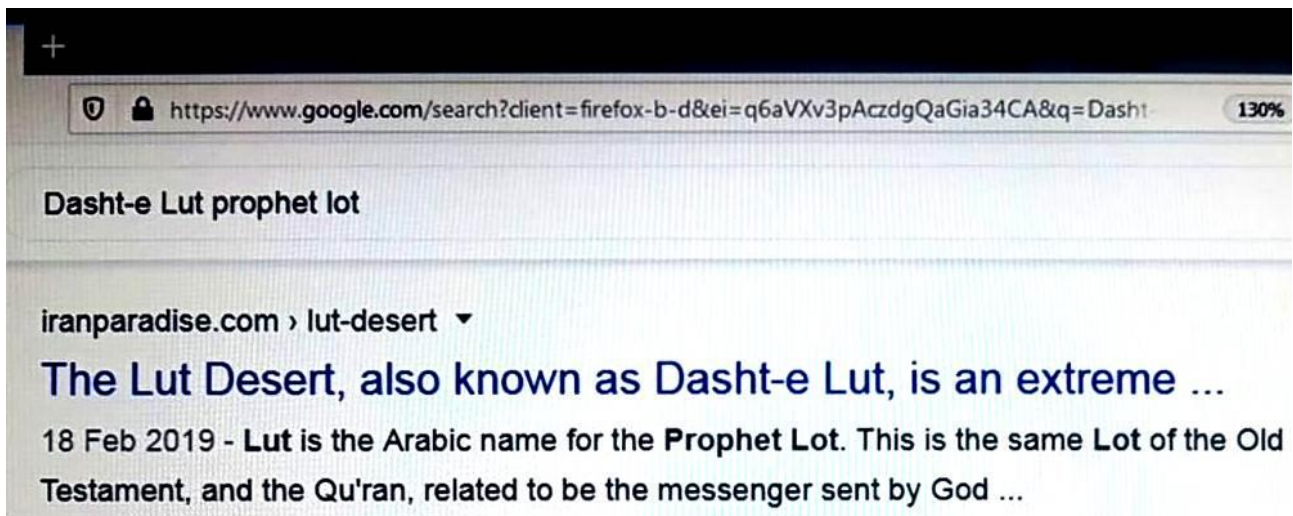 +
https://www.google.com/search?client=firefox-b-d&ei=q6aVXv3pAczdgQaGia34CA&q=Dasht-
130%
Dasht-e Lut prophet lot
iranparadise.com › lut-desert ▼
The Lut Desert, also known as Dasht-e Lut, is an extreme ...
18 Feb 2019 - Lut is the Arabic name for the Prophet Lot. This is the same Lot of the Old
Testament, and the Qu'ran, related to be the messenger sent by God ...